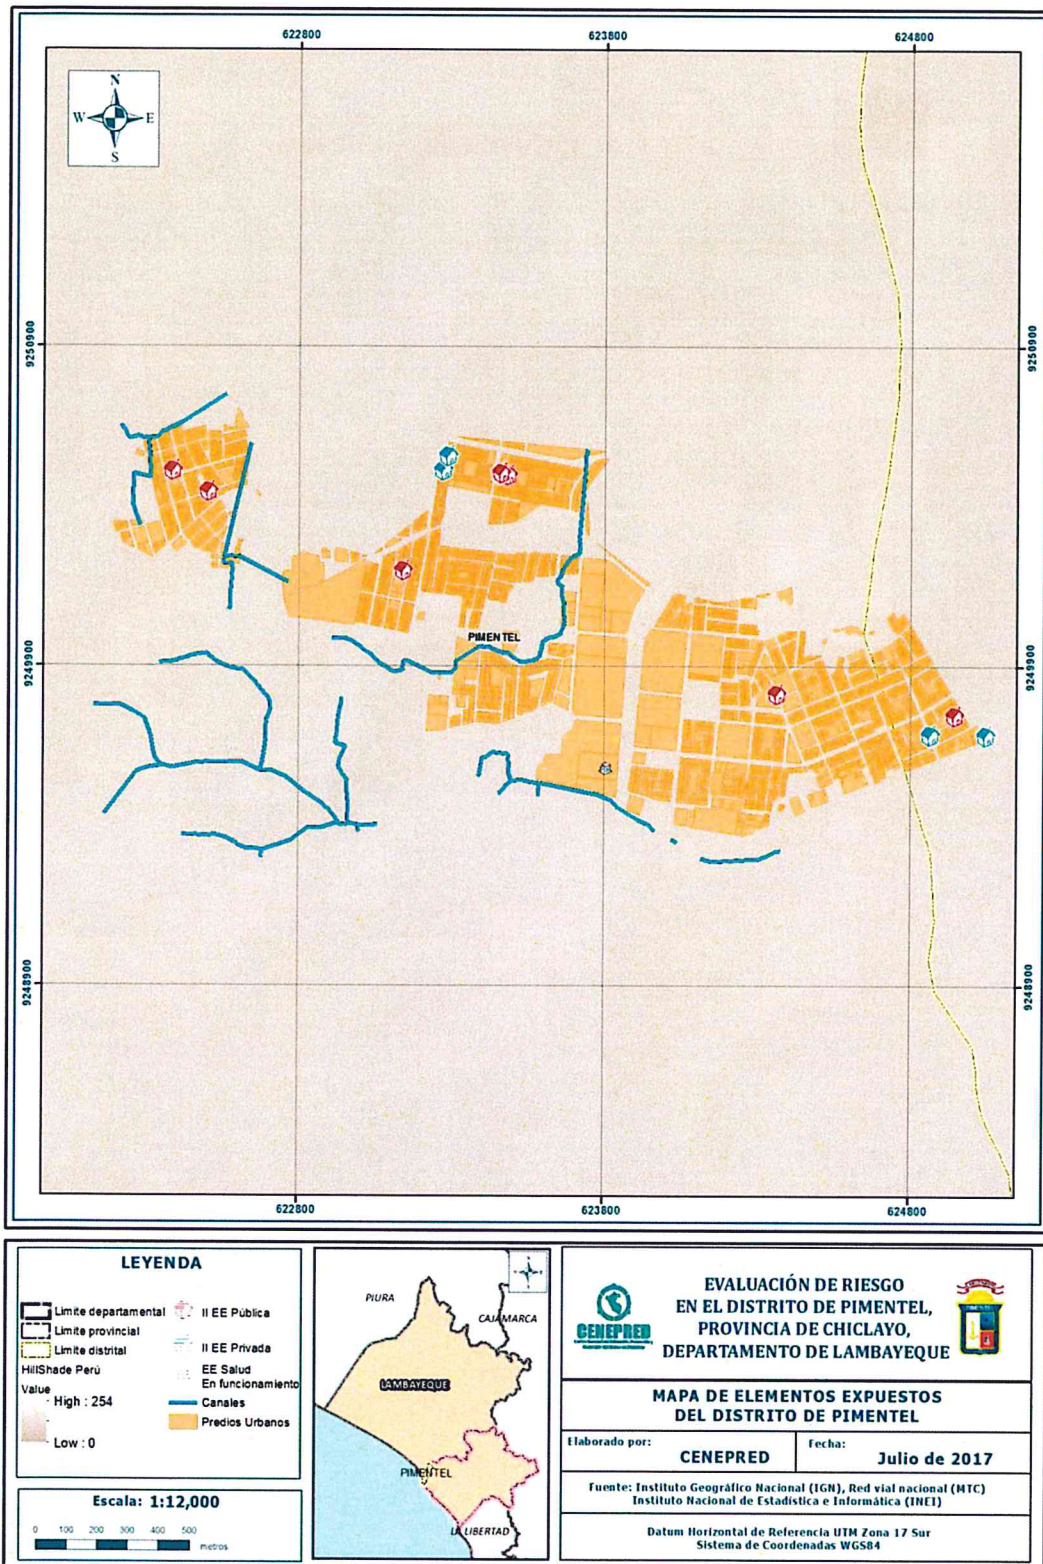 622800
623800
624800
N
W
E
S
9250900
9250900
PIMENTEL
9249900
9249900
9248900
9248900
622800
623800
624800
LEYENDA
Limite departamental
Limite provincial
Limite distrital
HillShade Perú
Value
High : 254
Low : 0
II EE Pública
II EE Privada
EE Salud
En funcionamiento
Canales
Predios Urbanos
Escala: 1:12,000
0 100 200 300 400 500
metros
PIURA
CAJAMARCA
LAMBAYEQUE
PIMENTEL
LA LIBERTAD
CENEPRED
EVALUACIÓN DE RIESGO
EN EL DISTRITO DE PIMENTEL,
PROVINCIA DE CHICLAYO,
DEPARTAMENTO DE LAMBAYEQUE
MAPA DE ELEMENTOS EXPUESTOS
DEL DISTRITO DE PIMENTEL
Elaborado por:
CENEPRED
Fecha:
Julio de 2017
Fuente: Instituto Geográfico Nacional (IGN), Red vial nacional (MTC)
Instituto Nacional de Estadística e Informática (INEI)
Datum Horizontal de Referencia UTM Zona 17 Sur
Sistema de Coordenadas WGS84